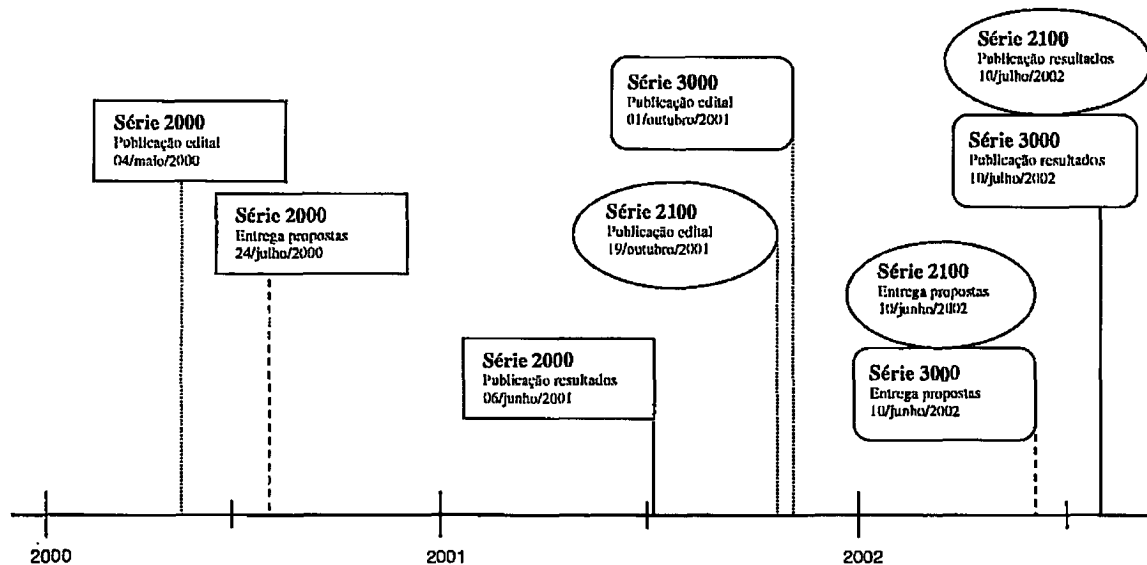 Série 2000
Publicação edital
04/maio/2000
Série 2000
Entrega propostas
24/julho/2000
Série 2000
Publicação resultados
06/junho/2001
Série 3000
Publicação edital
01/outubro/2001
Série 2100
Publicação edital
19/outubro/2001
Série 2100
Publicação resultados
10/julho/2002
Série 3000
Publicação resultados
10/julho/2002
Série 2100
Entrega propostas
10/junho/2002
Série 3000
Entrega propostas
10/junho/2002
2000
2001
2002